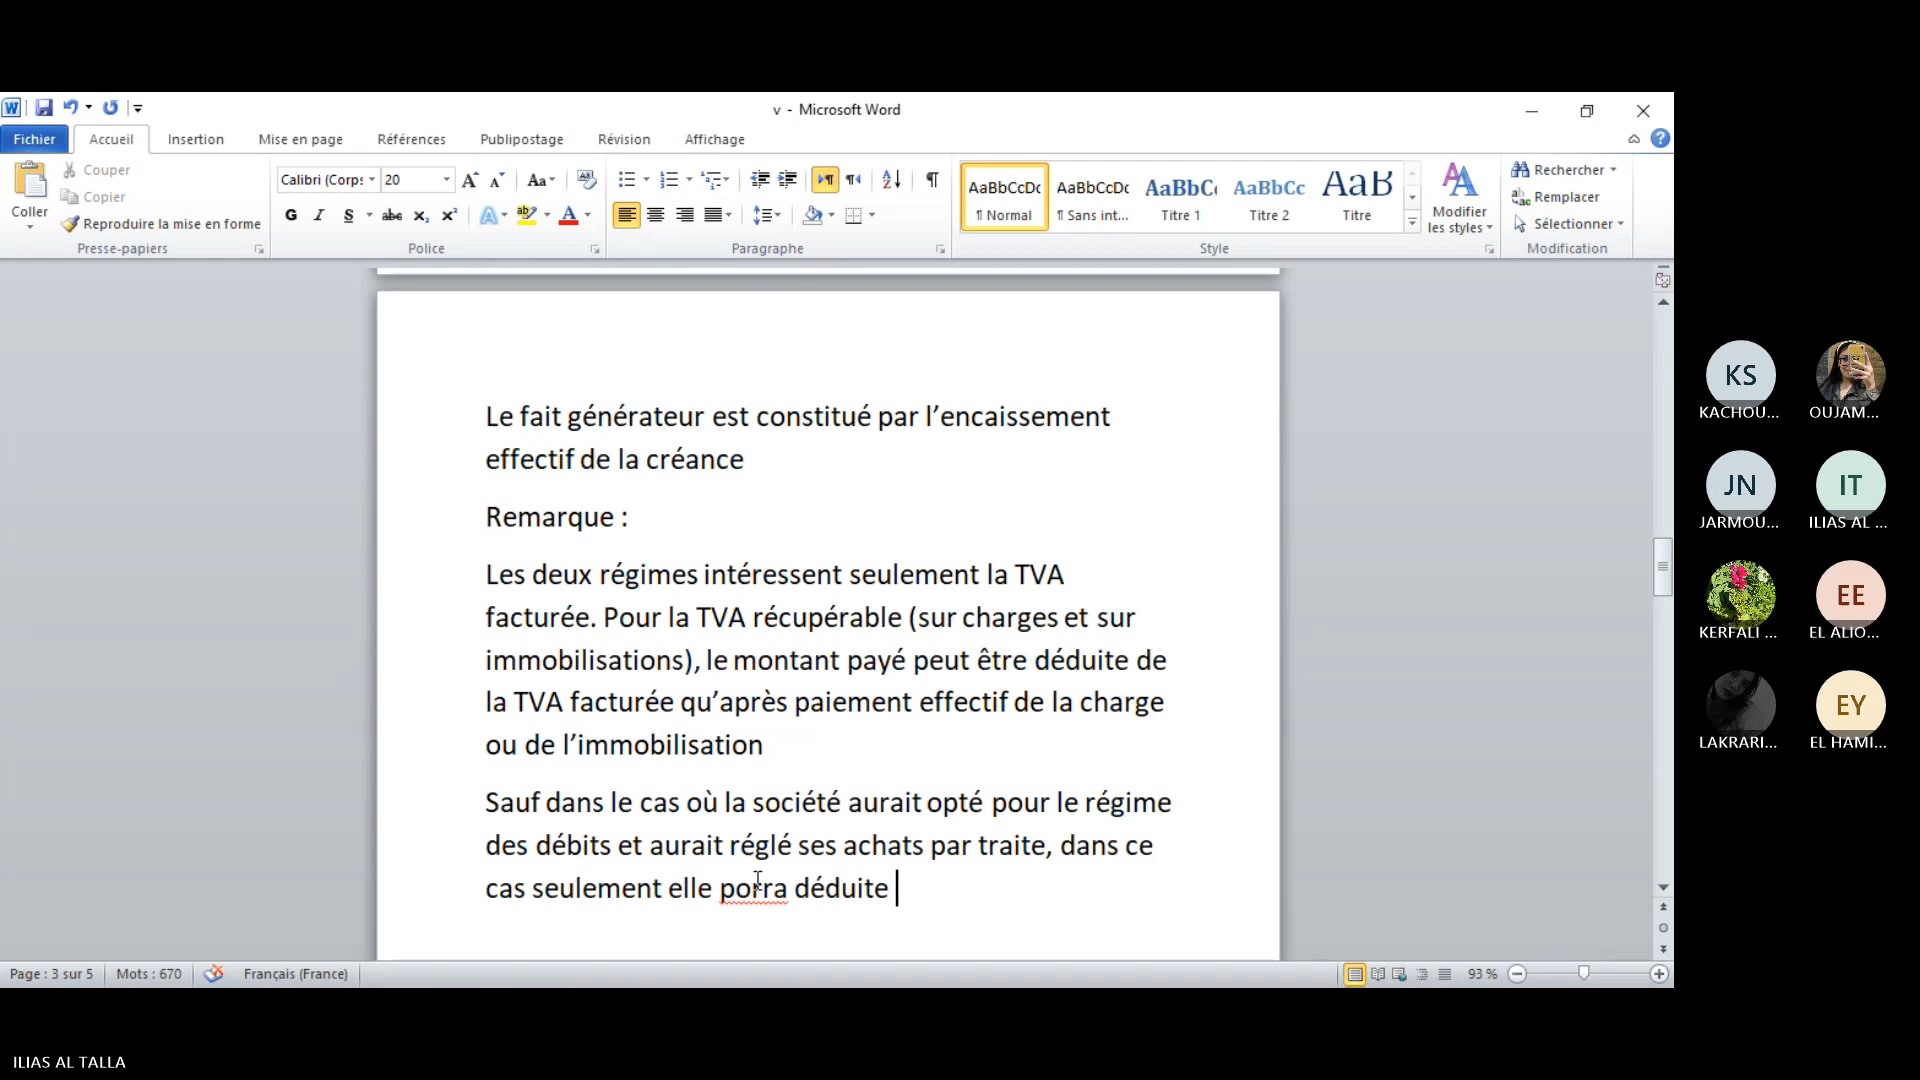 v - Microsoft Word
Fichier Accueil Insertion Mise en page Références Publipostage Révision Affichage
Coller
Couper
Copier
Reproduire la mise en forme
Presse-papiers
Calibri (Corps 20
Aa
G I S abc x₂ x²
Police
Paragraphe
AaBbCcDc AaBbCcDc AaBbC AaBbCc AaB
¶ Normal ¶ Sans int... Titre 1 Titre 2 Titre
Modifier
les styles
Style
Rechercher
Remplacer
Sélectionner
Modification
Le fait générateur est constitué par l’encaissement
effectif de la créance
Remarque :
Les deux régimes intéressent seulement la TVA
facturée. Pour la TVA récupérable (sur charges et sur
immobilisations), le montant payé peut être déduite de
la TVA facturée qu’après paiement effectif de la charge
ou de l’immobilisation
Sauf dans le cas où la société aurait opté pour le régime
des débits et aurait réglé ses achats par traite, dans ce
cas seulement elle porra déduite
Page : 3 sur 5 Mots : 670 Français (France) 93 %
KS
KACHOU...
OUJAM...
JN
JARMOU...
IT
ILIAS AL ...
KERFALI ...
EE
EL ALIO...
LAKRARI...
EY
EL HAMI...
ILIAS AL TALLA